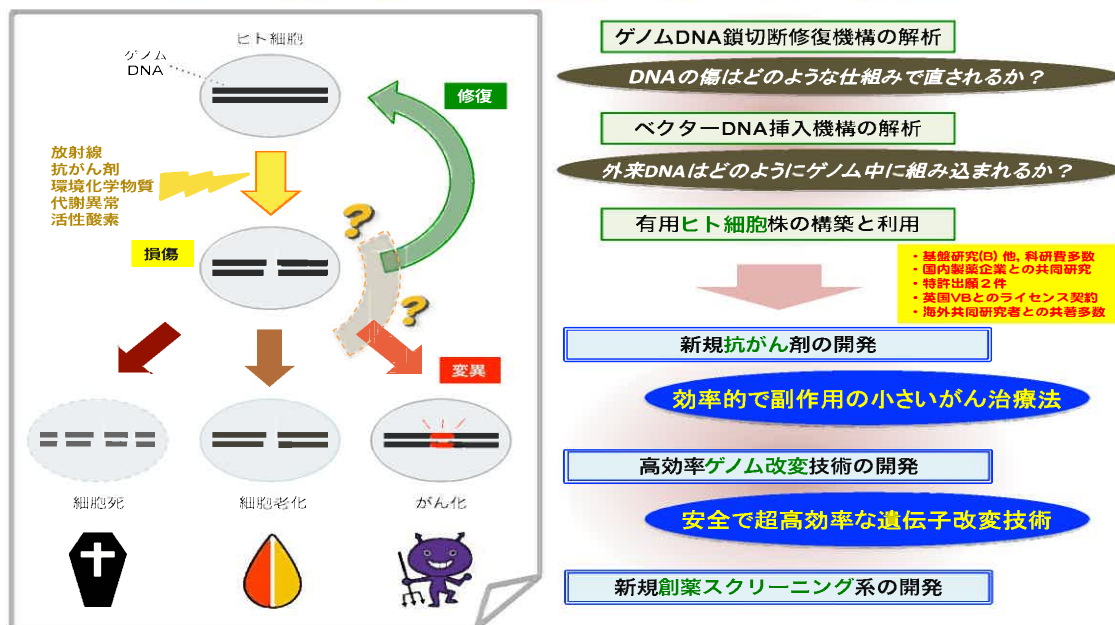 ヒト細胞
ゲノム
DNA
修復
放射線
抗がん剤
環境化学物質
代謝異常
活性酸素
損傷
?
?
変異
細胞死
細胞老化
がん化
ゲノムDNA鎖切断修復機構の解析
DNAの傷はどのような仕組みで直されるか?
ベクターDNA挿入機構の解析
外来DNAはどのようにゲノム中に組み込まれるか?
有用ヒト細胞株の構築と利用
・基盤研究(B) 他, 科研費多数
・国内製薬企業との共同研究
・特許出願2件
・英国VBとのライセンス契約
・海外共同研究者との共著多数
新規抗がん剤の開発
効率的で副作用の小さいがん治療法
高効率ゲノム改変技術の開発
安全で超高効率な遺伝子改変技術
新規創薬スクリーニング系の開発